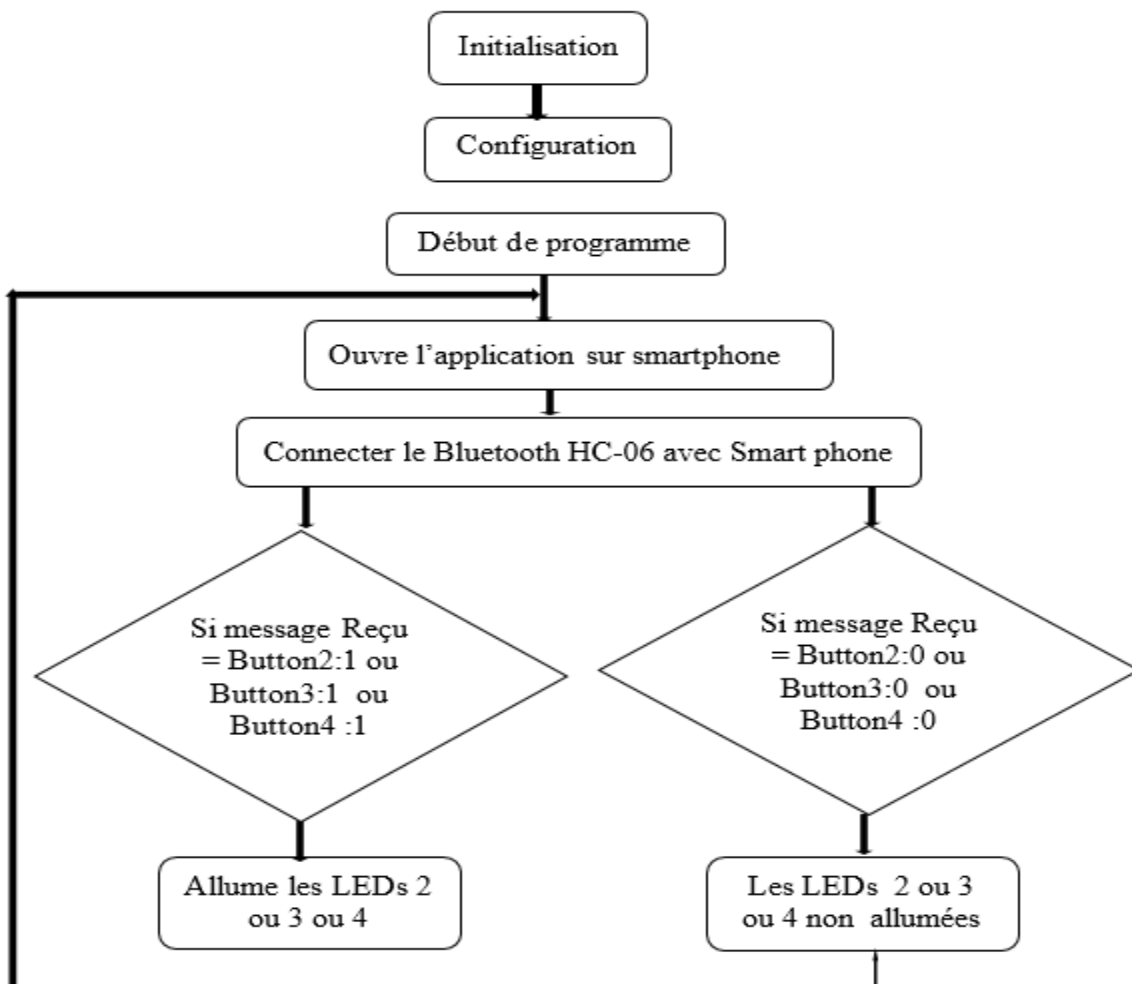 Initialisation
Configuration
Début de programme
Ouvre l'application sur smartphone
Connecter le Bluetooth HC-06 avec Smart phone
Si message Reçu
= Button2:1 ou
Button3:1 ou
Button4 :1
Si message Reçu
= Button2:0 ou
Button3:0 ou
Button4 :0
Allume les LEDs 2
ou 3 ou 4
Les LEDs 2 ou 3
ou 4 non allumées